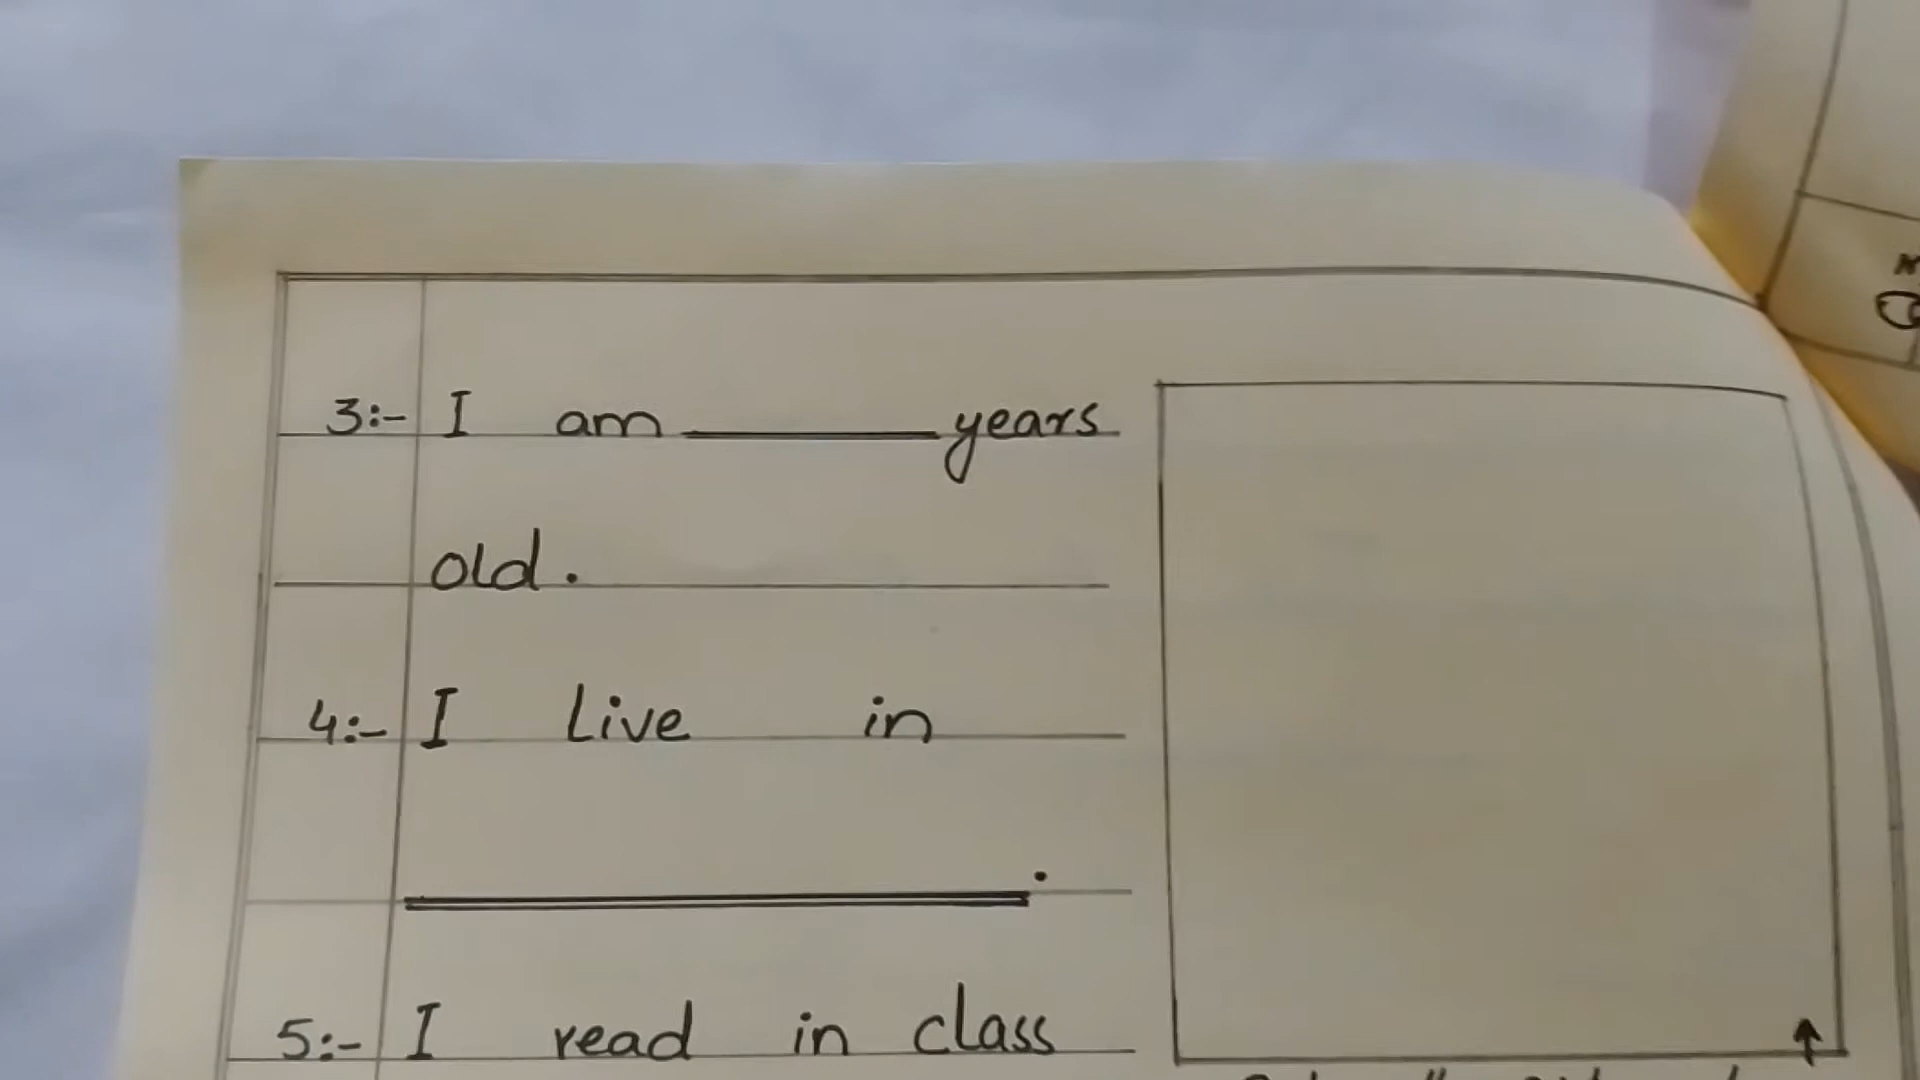 3:- I am ______ years
old.
4:- I Live in
______.
5:- I read in class